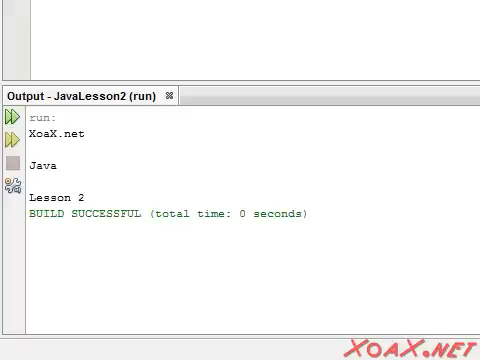 Output - JavaLesson2 (run)
run:
XoaX.net
Java
Lesson 2
BUILD SUCCESSFUL (total time: 0 seconds)
XOAX.NET